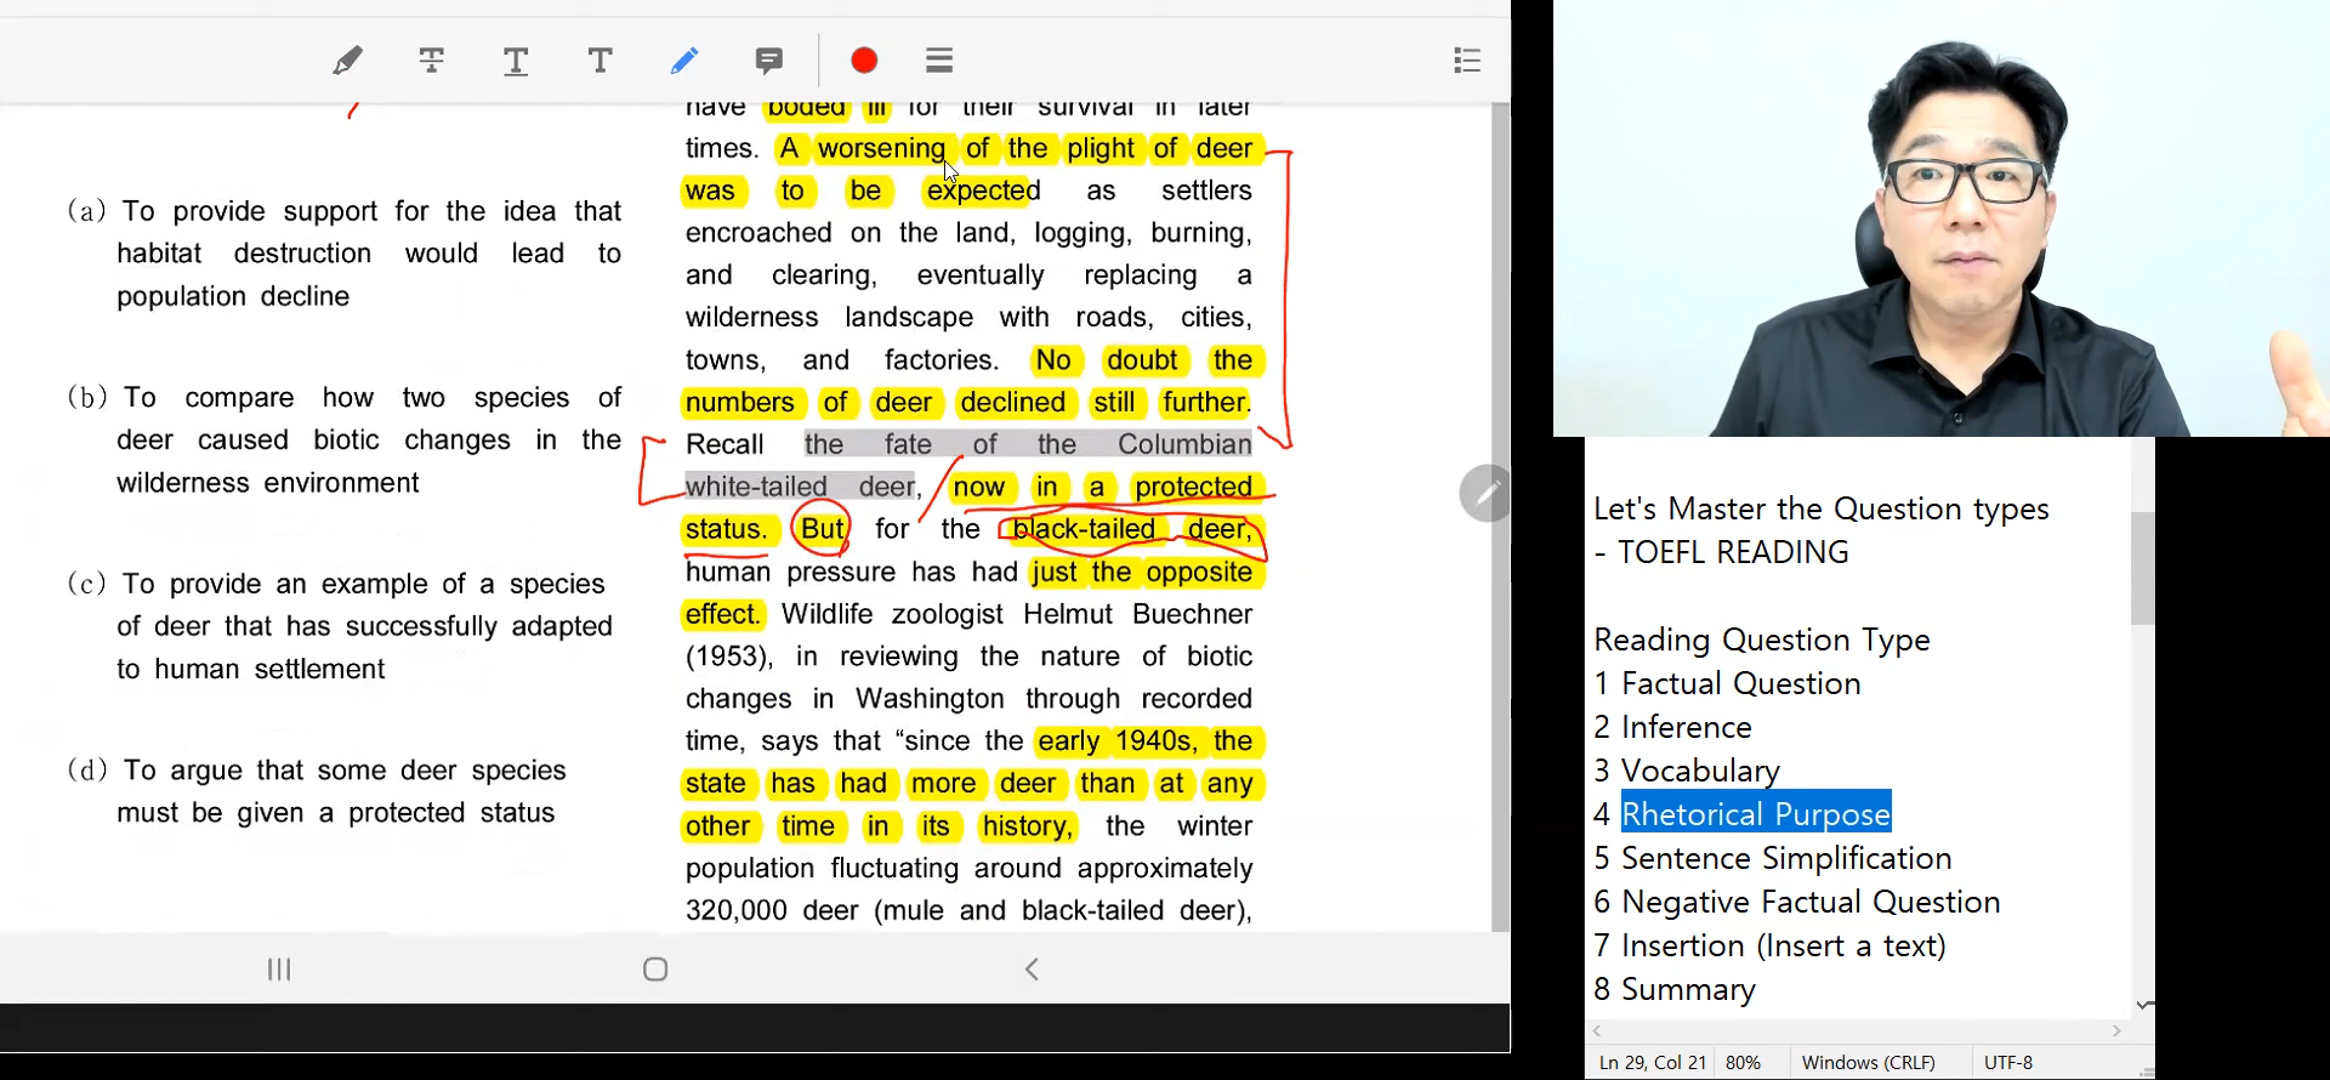 (a) To provide support for the idea that
habitat destruction would lead to
population decline
(b) To compare how two species of
deer caused biotic changes in the
wilderness environment
(c) To provide an example of a species
of deer that has successfully adapted
to human settlement
(d) To argue that some deer species
must be given a protected status
have boded ill for their survival in later
times. A worsening of the plight of deer
was to be expected as settlers
encroached on the land, logging, burning,
and clearing, eventually replacing a
wilderness landscape with roads, cities,
towns, and factories. No doubt the
numbers of deer declined still further.
Recall the fate of the Columbian
white-tailed deer, now in a protected
status. But for the black-tailed deer,
human pressure has had just the opposite
effect. Wildlife zoologist Helmut Buechner
(1953), in reviewing the nature of biotic
changes in Washington through recorded
time, says that “since the early 1940s, the
state has had more deer than at any
other time in its history, the winter
population fluctuating around approximately
320,000 deer (mule and black-tailed deer),
Let's Master the Question types
- TOEFL READING
Reading Question Type
1 Factual Question
2 Inference
3 Vocabulary
4 Rhetorical Purpose
5 Sentence Simplification
6 Negative Factual Question
7 Insertion (Insert a text)
8 Summary
Ln 29, Col 21 80% Windows (CRLF) UTF-8